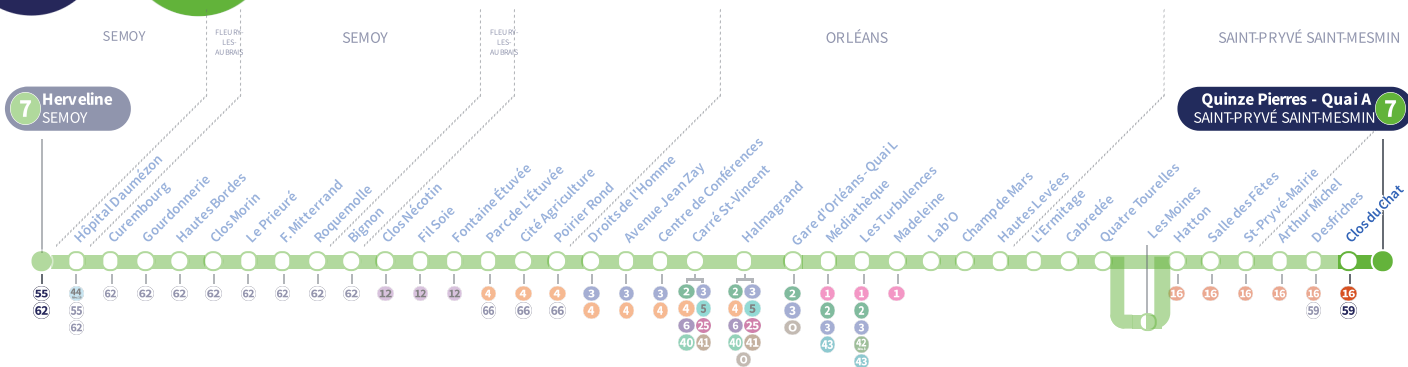 SEMOY
FLEURY-
LES-
AUBRAIS
SEMOY
FLEURY-
LES-
AUBRAIS
ORLÉANS
SAINT-PRYVÉ SAINT-MESMIN
7
Herveline
SEMOY
Quinze Pierres - Quai A
SAINT-PRYVÉ SAINT-MESMIN
7
Hôpital Daumézon
Curembourg
Gourdonnerie
Hautes Bordes
Clos Morin
Le Prieuré
F. Mitterrand
Roquemolle
Bignon
Clos Nécotin
Fil Soie
Fontaine Étuvée
Parc de L'Étuvée
Cité Agriculture
Poirier Rond
Droits de l'Homme
Avenue Jean Zay
Centre de Conférences
Carré St-Vincent
Halmagrand
Gare d'Orléans - Quai L
Médiathèque
Les Turbulences
Madeleine
Lab'O
Champ de Mars
Hautes Levées
L'Ermitage
Cabredée
Quatre Tourelles
Les Moines
Hatton
Salle des Fêtes
St-Pryvé-Mairie
Arthur Michel
Desfriches
Clos du Chat
55 44 62 62 62 62 62 62 62 62 12 12 12 4 4 4 3 3 3 2 3 2 3 2 1 1 1 16 16 16 16 16 16
62 55 66 66 66 4 4 4 4 5 4 5 3 2 2 59 59
62 6 25 6 25 O 3 3
40 41 40 41 43 42
O 43